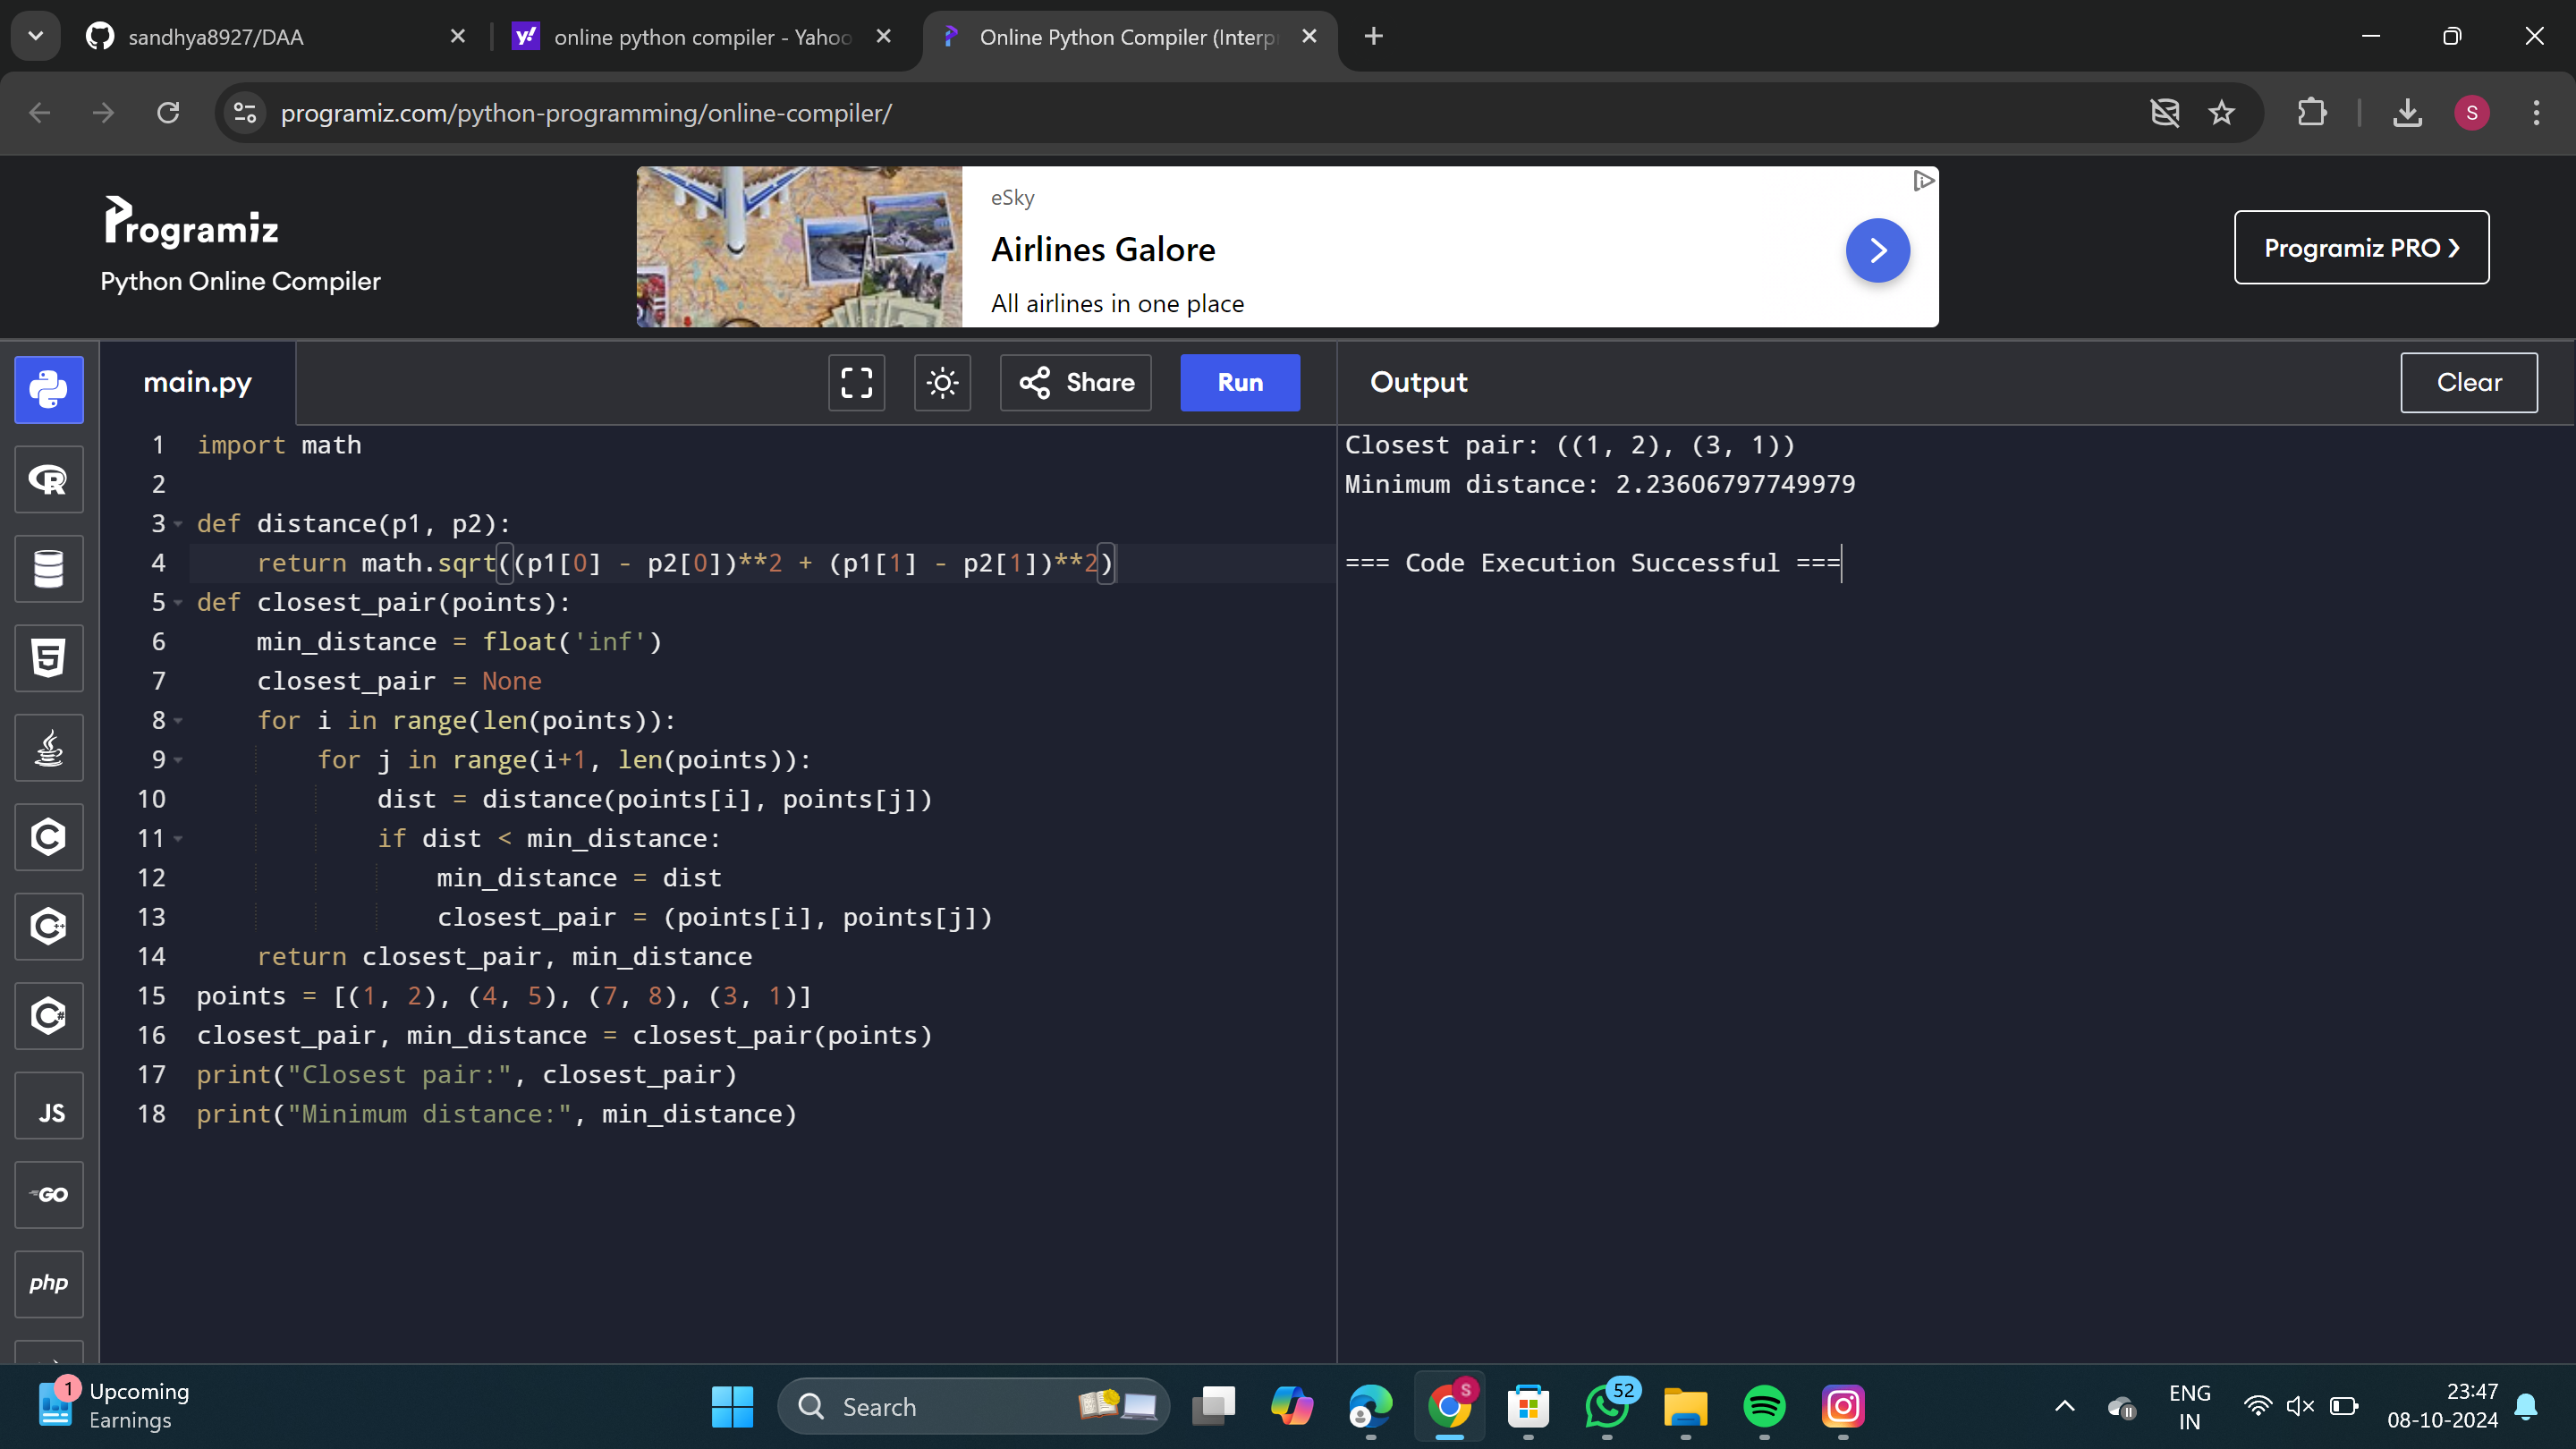 sandhya8927/DAA
online python compiler - Yahoo
Online Python Compiler (Interp
programiz.com/python-programming/online-compiler/
S
Programiz
Python Online Compiler
eSky
Airlines Galore
All airlines in one place
Programiz PRO ›
main.py
Share
Run
Output
Clear
1 import math
2
3 def distance(p1, p2):
4     return math.sqrt((p1[0] - p2[0])**2 + (p1[1] - p2[1])**2)
5 def closest_pair(points):
6     min_distance = float('inf')
7     closest_pair = None
8     for i in range(len(points)):
9         for j in range(i+1, len(points)):
10             dist = distance(points[i], points[j])
11             if dist < min_distance:
12                 min_distance = dist
13                 closest_pair = (points[i], points[j])
14     return closest_pair, min_distance
15 points = [(1, 2), (4, 5), (7, 8), (3, 1)]
16 closest_pair, min_distance = closest_pair(points)
17 print("Closest pair:", closest_pair)
18 print("Minimum distance:", min_distance)
Closest pair: ((1, 2), (3, 1))
Minimum distance: 2.23606797749979
=== Code Execution Successful ===
R
5
C
C++
C#
JS
GO
php
1
Upcoming
Earnings
Search
S
52
ENG
IN
23:47
08-10-2024